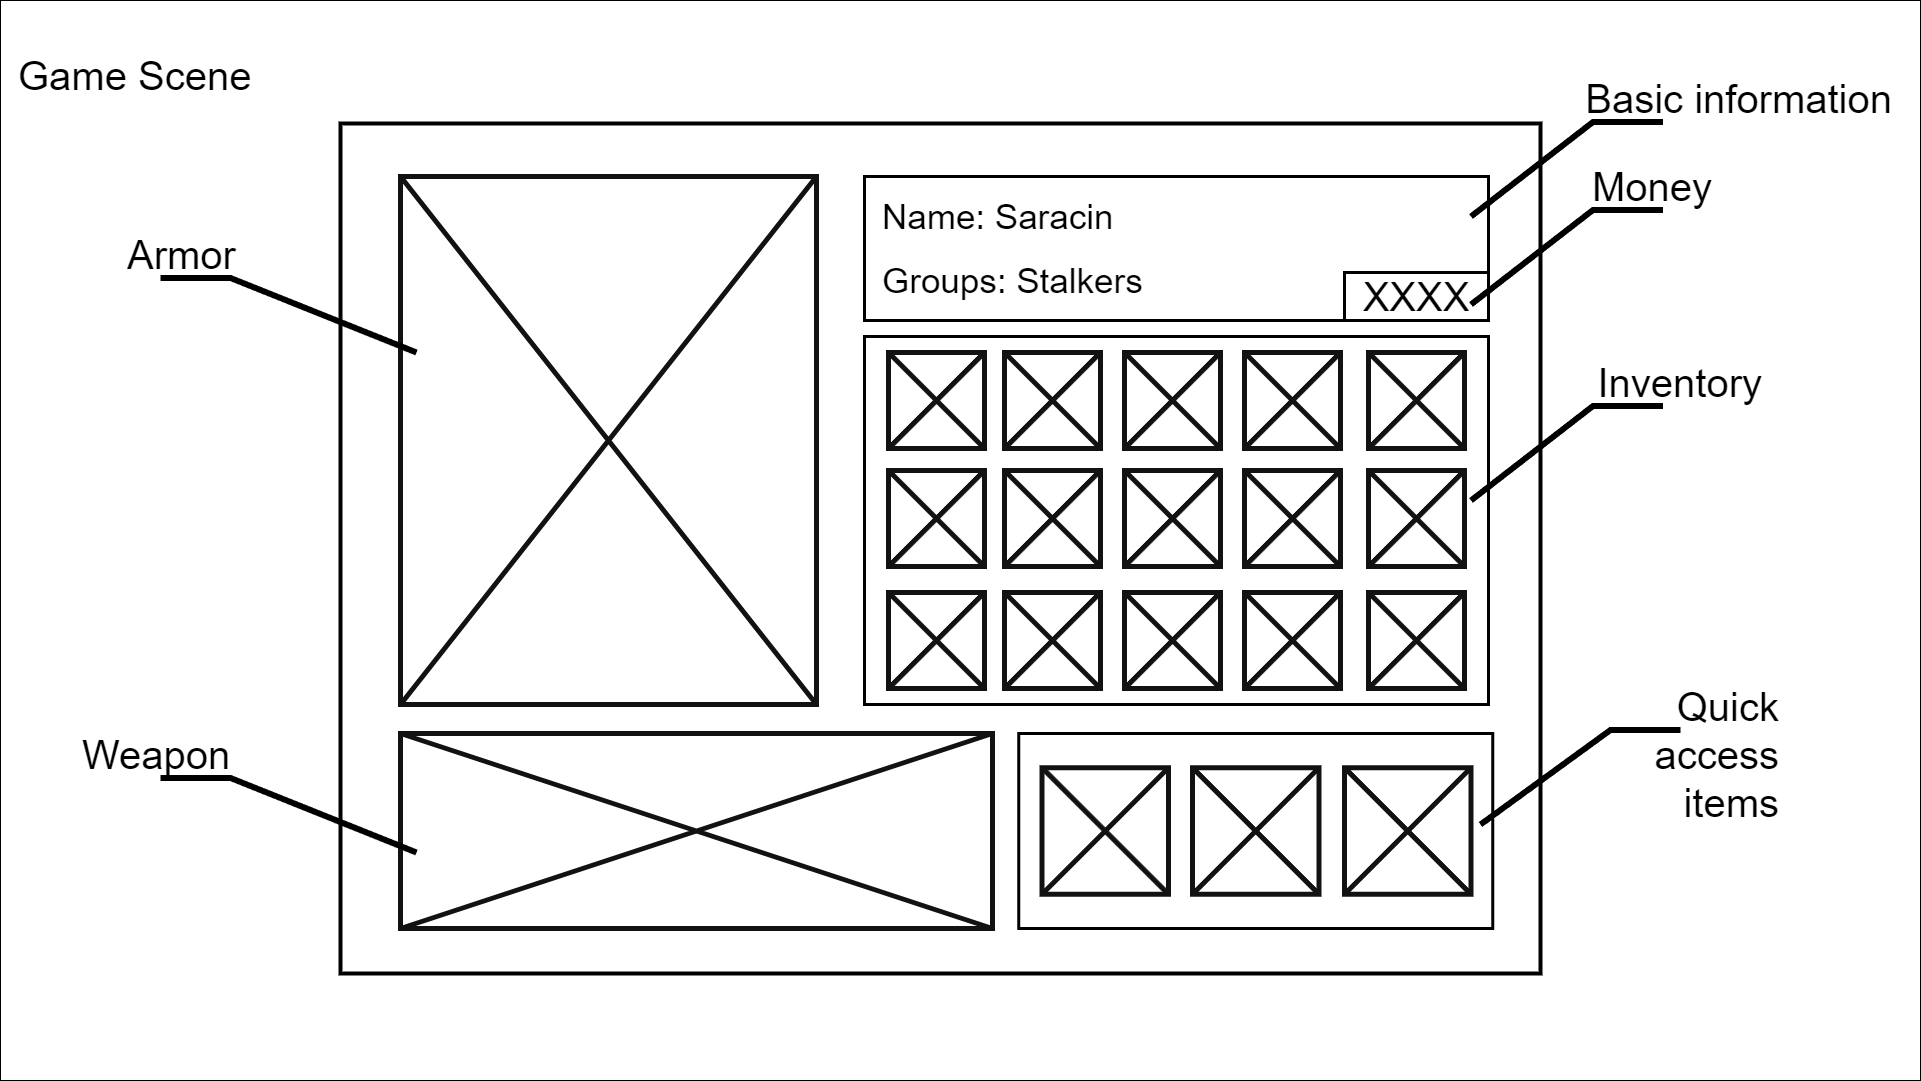 Game Scene
Basic information
Money
Name: Saracin
Armor
Groups: Stalkers
XXXX
Inventory
Quick
access
items
Weapon